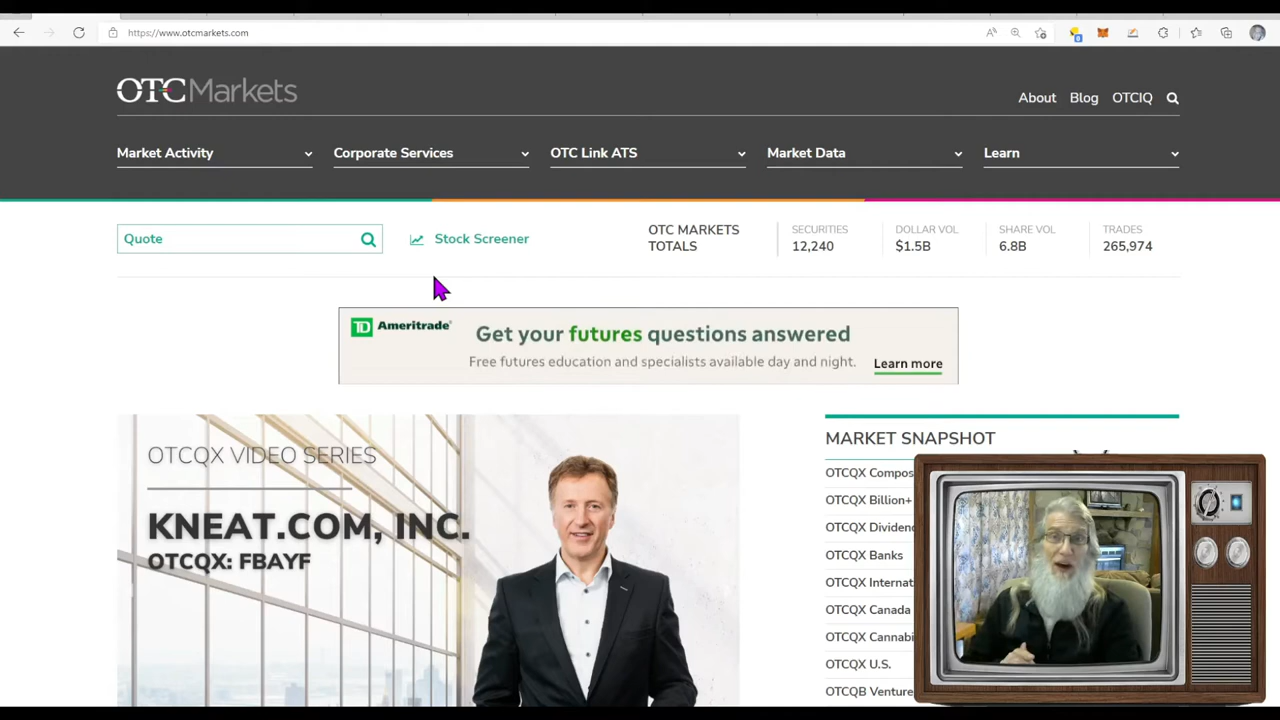 https://www.otcmarkets.com
OTCMarkets
About Blog OTCIQ
Market Activity Corporate Services OTC Link ATS Market Data Learn
Quote
Stock Screener
OTC MARKETS
TOTALS
SECURITIES
12,240
DOLLAR VOL
$1.5B
SHARE VOL
6.8B
TRADES
265,974
TD Ameritrade
Get your futures questions answered
Free futures education and specialists available day and night.
Learn more
OTCQX VIDEO SERIES
KNEAT.COM, INC.
OTCQX: FBAYF
MARKET SNAPSHOT
OTCQX Compos
OTCQX Billion+
OTCQX Dividend
OTCQX Banks
OTCQX Internat
OTCQX Canada
OTCQX Cannabi
OTCQX U.S.
OTCQB Venture